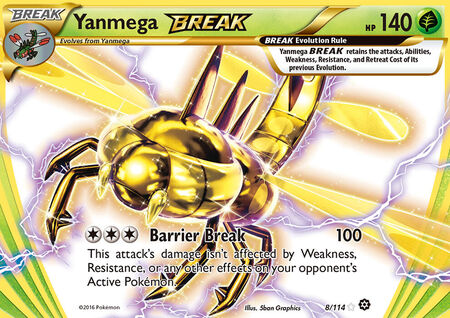 BREAK
Yanmega BREAK HP 140
Evolves from Yanmega
BREAK Evolution Rule
Yanmega BREAK retains the attacks, Abilities,
Weakness, Resistance, and Retreat Cost of its
previous Evolution.
Barrier Break 100
This attack's damage isn't affected by Weakness,
Resistance, or any other effects on your opponent's
Active Pokémon.
©2016 Pokémon Illus. 5ban Graphics 8/114